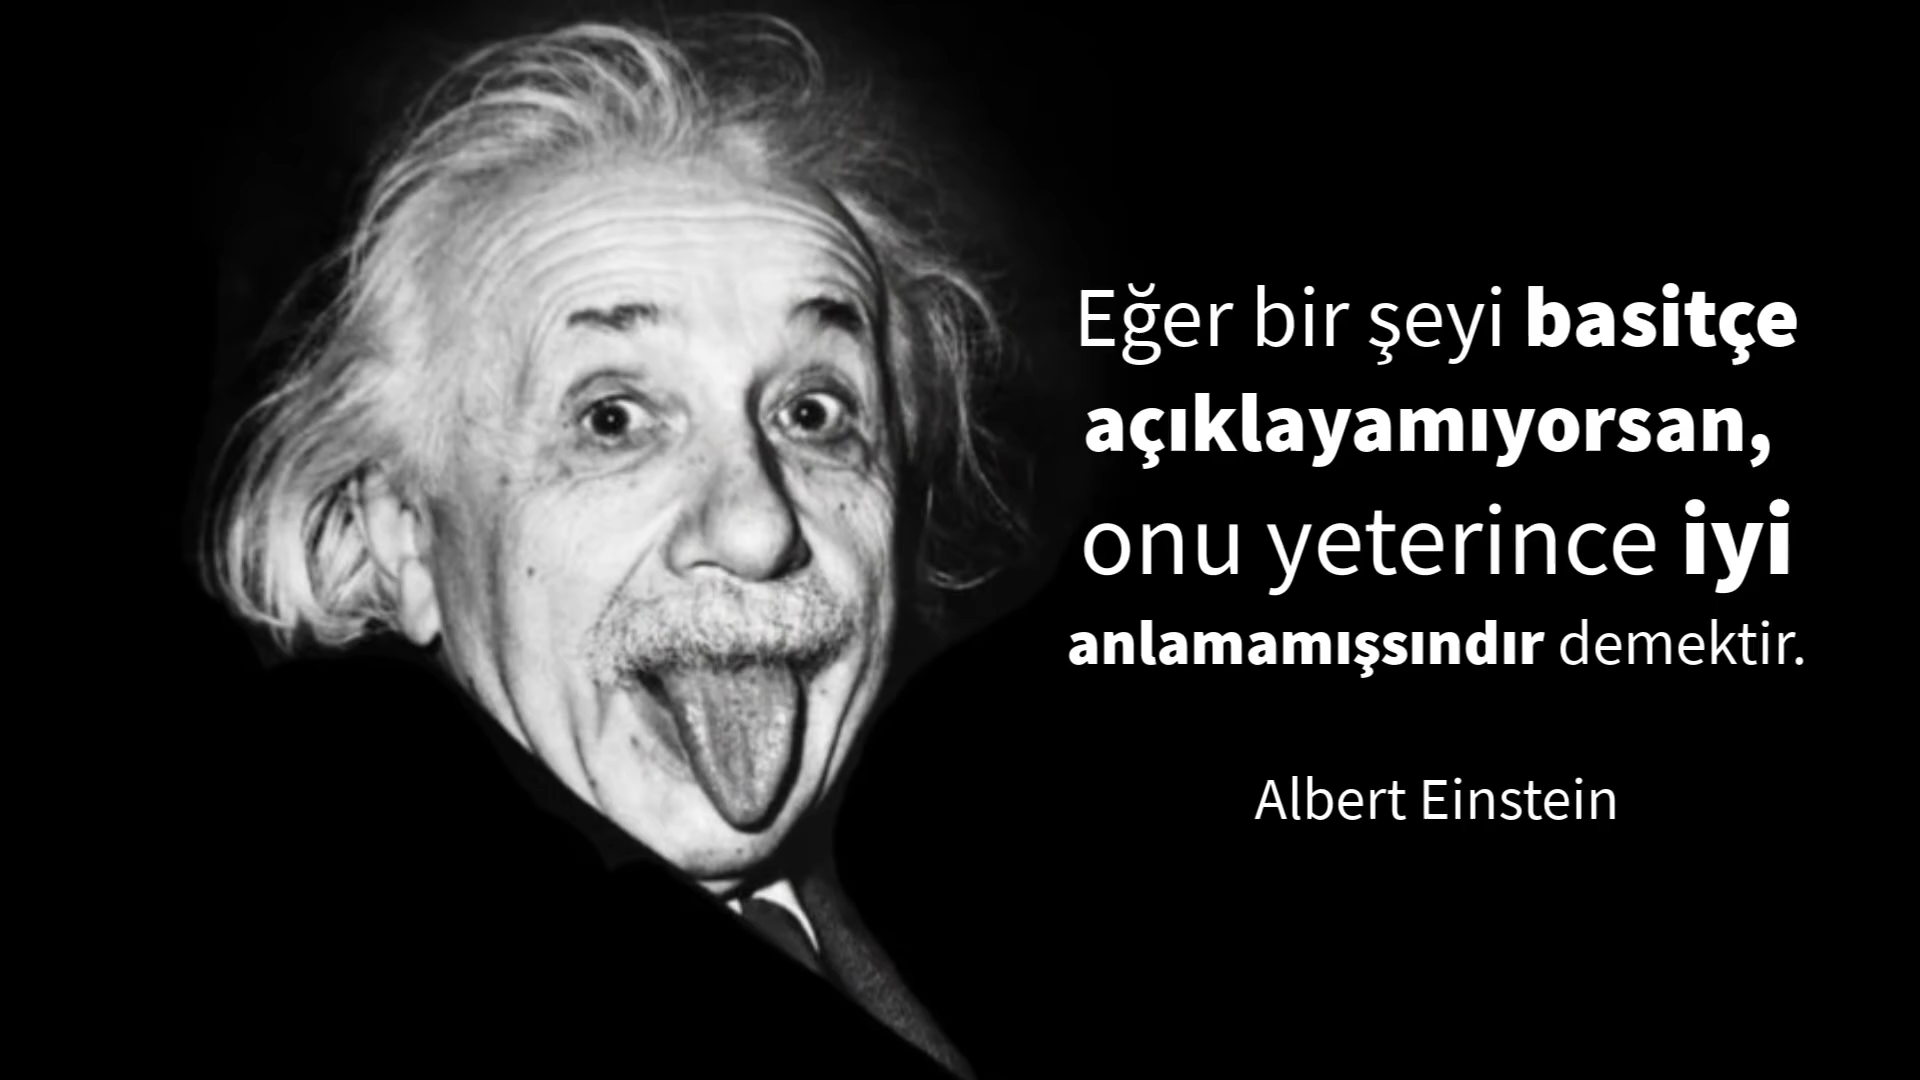 Eğer bir şeyi basitçe
açıklayamıyorsan,
onu yeterince iyi
anlamamışsındır demektir.
Albert Einstein